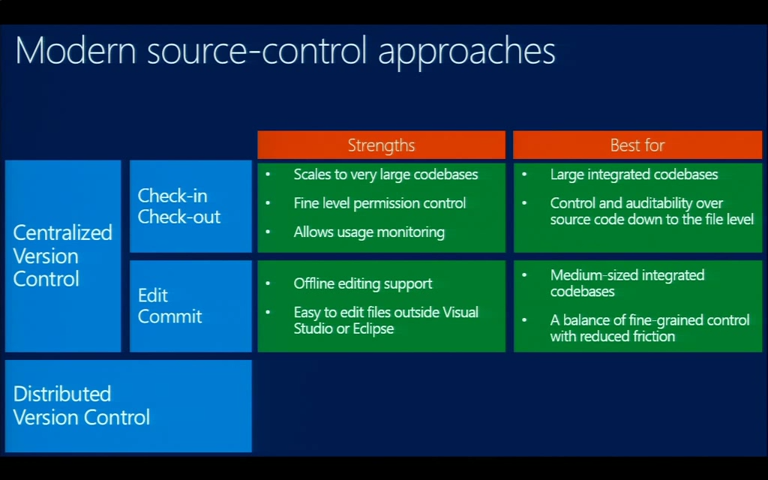 Modern source-control approaches
Strengths
Best for
Centralized
Version
Control
Check-in
Check-out
• Scales to very large codebases
• Fine level permission control
• Allows usage monitoring
• Large integrated codebases
• Control and auditability over
source code down to the file level
Edit
Commit
• Offline editing support
• Easy to edit files outside Visual
Studio or Eclipse
• Medium-sized integrated
codebases
• A balance of fine-grained control
with reduced friction
Distributed
Version Control